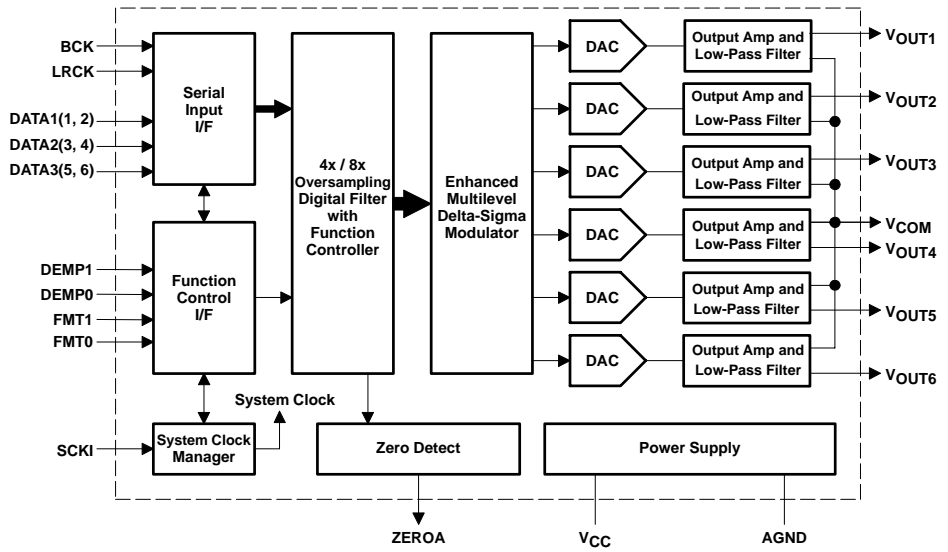 BCK
LRCK
DATA1(1, 2)
DATA2(3, 4)
DATA3(5, 6)
Serial
Input
I/F
DEMP1
DEMP0
FMT1
FMT0
Function
Control
I/F
SCKI
System Clock
Manager
System Clock
4x / 8x
Oversampling
Digital Filter
with
Function
Controller
Enhanced
Multilevel
Delta-Sigma
Modulator
DAC
DAC
DAC
DAC
DAC
DAC
Output Amp and
Low-Pass Filter
Output Amp and
Low-Pass Filter
Output Amp and
Low-Pass Filter
Output Amp and
Low-Pass Filter
Output Amp and
Low-Pass Filter
Output Amp and
Low-Pass Filter
VOUT1
VOUT2
VOUT3
VCOM
VOUT4
VOUT5
VOUT6
Zero Detect
Power Supply
ZEROA
VCC
AGND